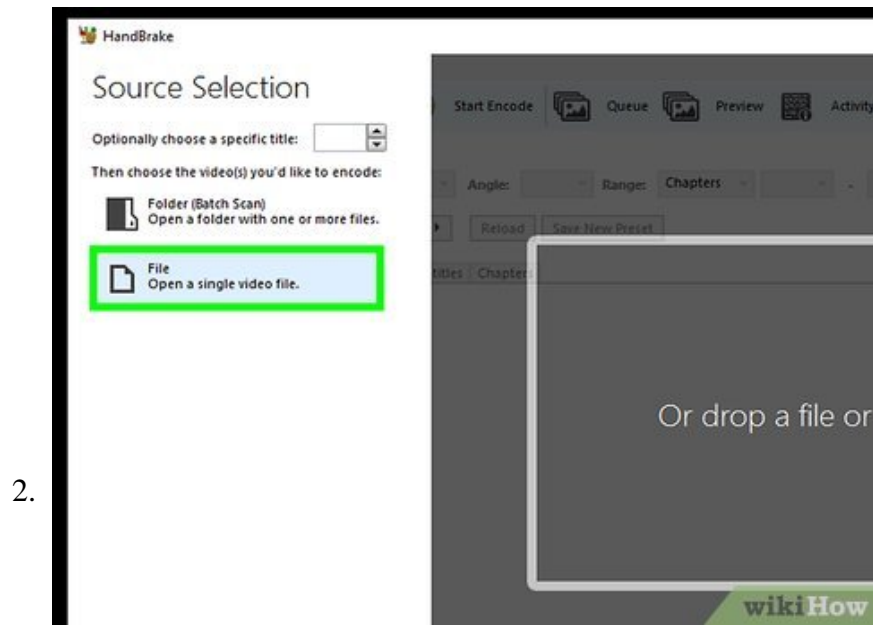 HandBrake
Source Selection
Optionally choose a specific title:
Then choose the video(s) you'd like to encode:
Folder (Batch Scan)
Open a folder with one or more files.
File
Open a single video file.
Start Encode Queue Preview Activity
Angle: Range: Chapters -
Reload Save New Preset
titles Chapters
Or drop a file or
2.
wikiHow